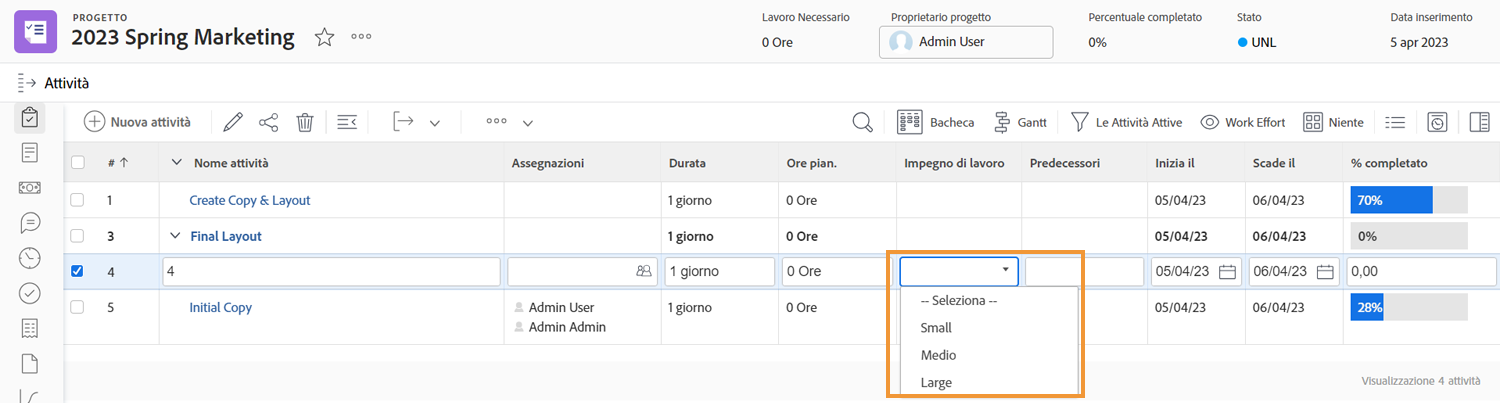 PROGETTO
2023 Spring Marketing
Lavoro Necessario
0 Ore
Proprietario progetto
Admin User
Percentuale completato
0%
Stato
UNL
Data inserimento
5 apr 2023
Attività
Nuova attività
Bacheca
Gantt
Le Attività Attive
Work Effort
Niente
# Nome attività Assegnazioni Durata Ore pian. Impegno di lavoro Predecessori Inizia il Scade il % completato
1 Create Copy & Layout 1 giorno 0 Ore 05/04/23 06/04/23 70%
3 Final Layout 1 giorno 0 Ore 05/04/23 06/04/23 0%
4 4 1 giorno 0 Ore 05/04/23 06/04/23 0,00
-- Seleziona --
Small
Medio
Large
5 Initial Copy Admin User 1 giorno 0 Ore 05/04/23 06/04/23 28%
Admin Admin
Visualizzazione 4 attività